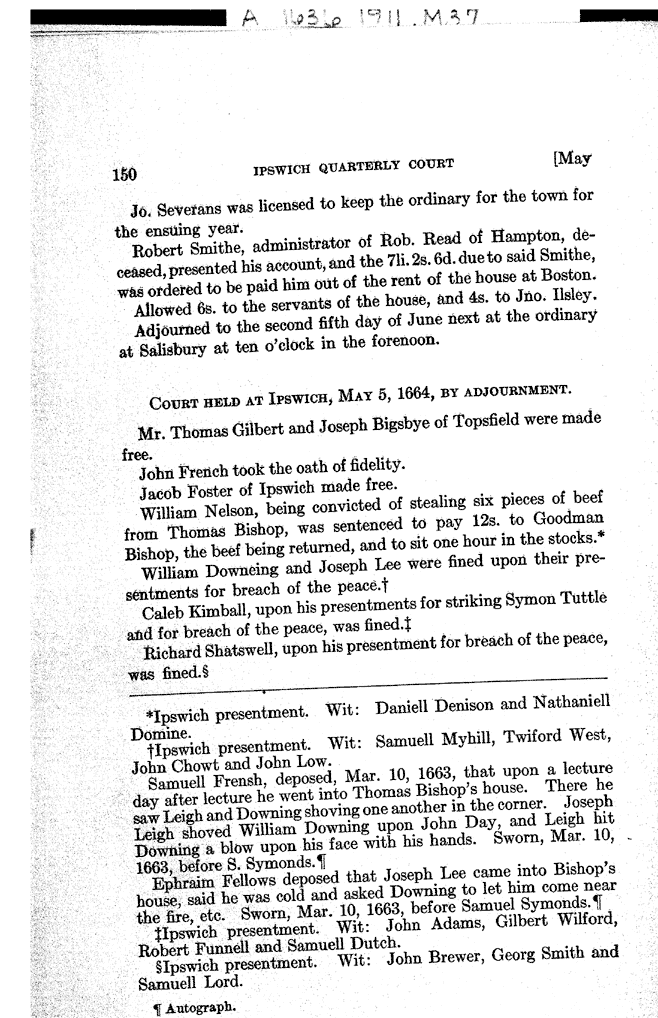 A 1636 1911.M37
150 IPSWICH QUARTERLY COURT [May
Jo. Severans was licensed to keep the ordinary for the town for
the ensuing year.
Robert Smithe, administrator of Rob. Read of Hampton, de-
ceased, presented his account, and the 7li. 2s. 6d. due to said Smithe,
was ordered to be paid him out of the rent of the house at Boston.
Allowed 6s. to the servants of the house, and 4s. to Jno. Ilsley.
Adjourned to the second fifth day of June next at the ordinary
at Salisbury at ten o'clock in the forenoon.
COURT HELD AT IPSWICH, MAY 5, 1664, BY ADJOURNMENT.
Mr. Thomas Gilbert and Joseph Bigsbye of Topsfield were made
free.
John French took the oath of fidelity.
Jacob Foster of Ipswich made free.
William Nelson, being convicted of stealing six pieces of beef
from Thomas Bishop, was sentenced to pay 12s. to Goodman
Bishop, the beef being returned, and to sit one hour in the stocks.*
William Downeing and Joseph Lee were fined upon their pre-
sentments for breach of the peace.†
Caleb Kimball, upon his presentments for striking Symon Tuttle
and for breach of the peace, was fined.‡
Richard Shatswell, upon his presentment for breach of the peace,
was fined.§
*Ipswich presentment. Wit: Daniell Denison and Nathaniell
Domine.
†Ipswich presentment. Wit: Samuell Myhill, Twiford West,
John Chowt and John Low.
Samuell Frensh, deposed, Mar. 10, 1663, that upon a lecture
day after lecture he went into Thomas Bishop's house. There he
saw Leigh and Downing shoving one another in the corner. Joseph
Leigh shoved William Downing upon John Day, and Leigh hit
Downing a blow upon his face with his hands. Sworn, Mar. 10,
1663, before S. Symonds.¶
Ephraim Fellows deposed that Joseph Lee came into Bishop's
house, said he was cold and asked Downing to let him come near
the fire, etc. Sworn, Mar. 10, 1663, before Samuel Symonds.¶
‡Ipswich presentment. Wit: John Adams, Gilbert Wilford,
Robert Funnell and Samuell Dutch.
§Ipswich presentment. Wit: John Brewer, Georg Smith and
Samuell Lord.
¶ Autograph.